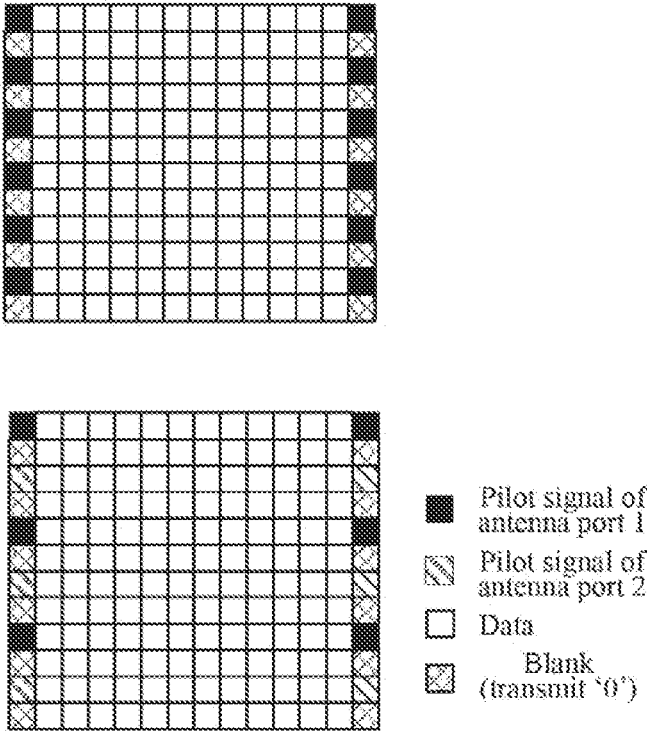 Pilot signal of
antenna port 1
Pilot signal of
antenna port 2
Data
Blank
(transmit ‘0’)